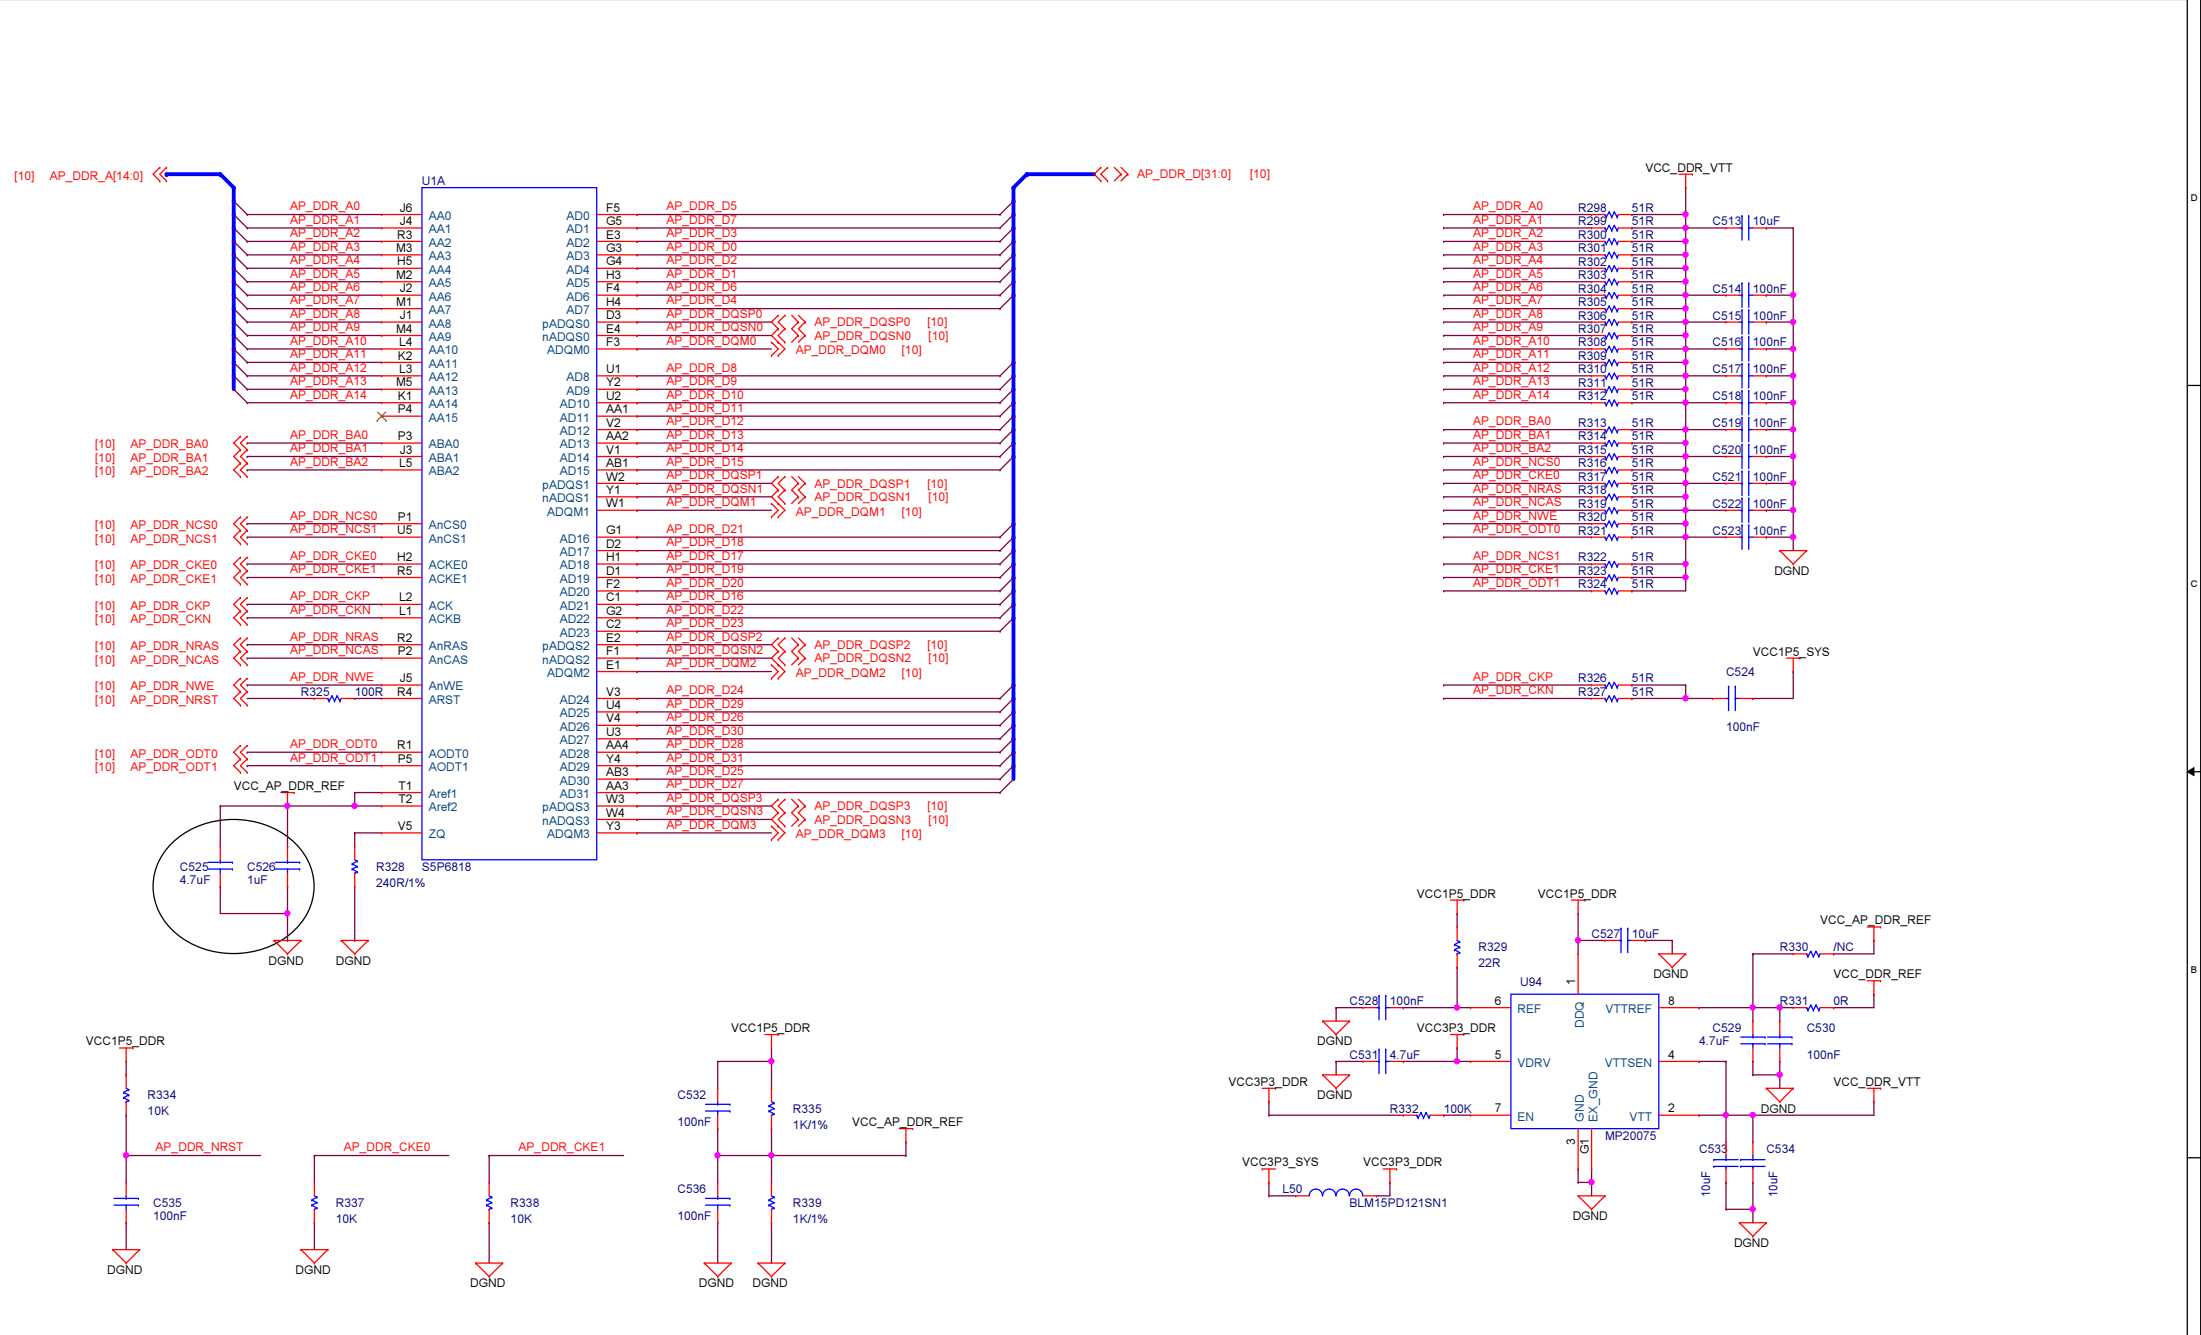 [10] AP_DDR_A[14:0]
U1A
AP_DDR_A0 J6 AA0
AP_DDR_A1 J4 AA1
AP_DDR_A2 R3 AA2
AP_DDR_A3 M3 AA3
AP_DDR_A4 H5 AA4
AP_DDR_A5 M2 AA5
AP_DDR_A6 J2 AA6
AP_DDR_A7 M1 AA7
AP_DDR_A8 J1 AA8
AP_DDR_A9 M4 AA9
AP_DDR_A10 L4 AA10
AP_DDR_A11 K2 AA11
AP_DDR_A12 L3 AA12
AP_DDR_A13 M5 AA13
AP_DDR_A14 K1 AA14
P4 AA15
[10] AP_DDR_BA0 AP_DDR_BA0 P3 ABA0
[10] AP_DDR_BA1 AP_DDR_BA1 J3 ABA1
[10] AP_DDR_BA2 AP_DDR_BA2 L5 ABA2
[10] AP_DDR_NCS0 AP_DDR_NCS0 P1 AnCS0
[10] AP_DDR_NCS1 AP_DDR_NCS1 U5 AnCS1
[10] AP_DDR_CKE0 AP_DDR_CKE0 H2 ACKE0
[10] AP_DDR_CKE1 AP_DDR_CKE1 R5 ACKE1
[10] AP_DDR_CKP AP_DDR_CKP L2 ACK
[10] AP_DDR_CKN AP_DDR_CKN L1 ACKB
[10] AP_DDR_NRAS AP_DDR_NRAS R2 AnRAS
[10] AP_DDR_NCAS AP_DDR_NCAS P2 AnCAS
[10] AP_DDR_NWE AP_DDR_NWE J5 AnWE
[10] AP_DDR_NRST R325 100R R4 ARST
[10] AP_DDR_ODT0 AP_DDR_ODT0 R1 AODT0
[10] AP_DDR_ODT1 AP_DDR_ODT1 P5 AODT1
VCC_AP_DDR_REF
T1 Aref1
T2 Aref2
V5 ZQ
C525 4.7uF
C526 1uF
R328 240R/1%
S5P6818
DGND
DGND
AP_DDR_D[31:0] [10]
AD0 F5 AP_DDR_D5
AD1 G5 AP_DDR_D7
AD2 E3 AP_DDR_D3
AD3 G3 AP_DDR_D0
AD4 G4 AP_DDR_D2
AD5 H3 AP_DDR_D1
AD6 F4 AP_DDR_D6
AD7 H4 AP_DDR_D4
pADQS0 D3 AP_DDR_DQSP0 AP_DDR_DQSP0 [10]
nADQS0 E4 AP_DDR_DQSN0 AP_DDR_DQSN0 [10]
ADQM0 F3 AP_DDR_DQM0 AP_DDR_DQM0 [10]
AD8 U1 AP_DDR_D8
AD9 Y2 AP_DDR_D9
AD10 U2 AP_DDR_D10
AD11 AA1 AP_DDR_D11
AD12 V2 AP_DDR_D12
AD13 AA2 AP_DDR_D13
AD14 V1 AP_DDR_D14
AD15 AB1 AP_DDR_D15
pADQS1 W2 AP_DDR_DQSP1 AP_DDR_DQSP1 [10]
nADQS1 Y1 AP_DDR_DQSN1 AP_DDR_DQSN1 [10]
ADQM1 W1 AP_DDR_DQM1 AP_DDR_DQM1 [10]
AD16 G1 AP_DDR_D21
AD17 D2 AP_DDR_D18
AD18 H1 AP_DDR_D17
AD19 D1 AP_DDR_D19
AD20 F2 AP_DDR_D20
AD21 C1 AP_DDR_D16
AD22 G2 AP_DDR_D22
AD23 C2 AP_DDR_D23
pADQS2 E2 AP_DDR_DQSP2 AP_DDR_DQSP2 [10]
nADQS2 F1 AP_DDR_DQSN2 AP_DDR_DQSN2 [10]
ADQM2 E1 AP_DDR_DQM2 AP_DDR_DQM2 [10]
AD24 V3 AP_DDR_D24
AD25 U4 AP_DDR_D29
AD26 V4 AP_DDR_D26
AD27 U3 AP_DDR_D30
AD28 AA4 AP_DDR_D28
AD29 Y4 AP_DDR_D31
AD30 AB3 AP_DDR_D25
AD31 AA3 AP_DDR_D27
pADQS3 W3 AP_DDR_DQSP3 AP_DDR_DQSP3 [10]
nADQS3 W4 AP_DDR_DQSN3 AP_DDR_DQSN3 [10]
ADQM3 Y3 AP_DDR_DQM3 AP_DDR_DQM3 [10]
VCC_DDR_VTT
AP_DDR_A0 R298 51R
AP_DDR_A1 R299 51R C513 10uF
AP_DDR_A2 R300 51R
AP_DDR_A3 R301 51R
AP_DDR_A4 R302 51R
AP_DDR_A5 R303 51R
AP_DDR_A6 R304 51R C514 100nF
AP_DDR_A7 R305 51R
AP_DDR_A8 R306 51R C515 100nF
AP_DDR_A9 R307 51R
AP_DDR_A10 R308 51R C516 100nF
AP_DDR_A11 R309 51R
AP_DDR_A12 R310 51R C517 100nF
AP_DDR_A13 R311 51R
AP_DDR_A14 R312 51R C518 100nF
AP_DDR_BA0 R313 51R C519 100nF
AP_DDR_BA1 R314 51R
AP_DDR_BA2 R315 51R C520 100nF
AP_DDR_NCS0 R316 51R
AP_DDR_CKE0 R317 51R C521 100nF
AP_DDR_NRAS R318 51R
AP_DDR_NCAS R319 51R C522 100nF
AP_DDR_NWE R320 51R
AP_DDR_ODT0 R321 51R C523 100nF
AP_DDR_NCS1 R322 51R
AP_DDR_CKE1 R323 51R
AP_DDR_ODT1 R324 51R
DGND
VCC1P5_SYS
AP_DDR_CKP R326 51R
AP_DDR_CKN R327 51R
C524
100nF
VCC1P5_DDR
R334
10K
AP_DDR_NRST
C535
100nF
DGND
AP_DDR_CKE0
R337
10K
DGND
AP_DDR_CKE1
R338
10K
DGND
VCC1P5_DDR
C532
100nF
R335
1K/1%
VCC_AP_DDR_REF
C536
100nF
R339
1K/1%
DGND
DGND
VCC1P5_DDR
VCC1P5_DDR
R329
22R
C527 10uF
DGND
U94
1
C528 100nF 6 REF
DGND
VCC3P3_DDR
C531 4.7uF 5 VDRV
DGND
VCC3P3_DDR
R332 100K 7 EN
DDQ
GND
EX_GND
VTTREF 8
VTTSEN 4
VTT 2
MP20075
3
G1
DGND
VCC_AP_DDR_REF
R330 /NC
VCC_DDR_REF
R331 0R
C529
4.7uF
C530
100nF
DGND
VCC_DDR_VTT
C533
10uF
C534
10uF
DGND
VCC3P3_SYS
VCC3P3_DDR
L50
BLM15PD121SN1
D
C
B